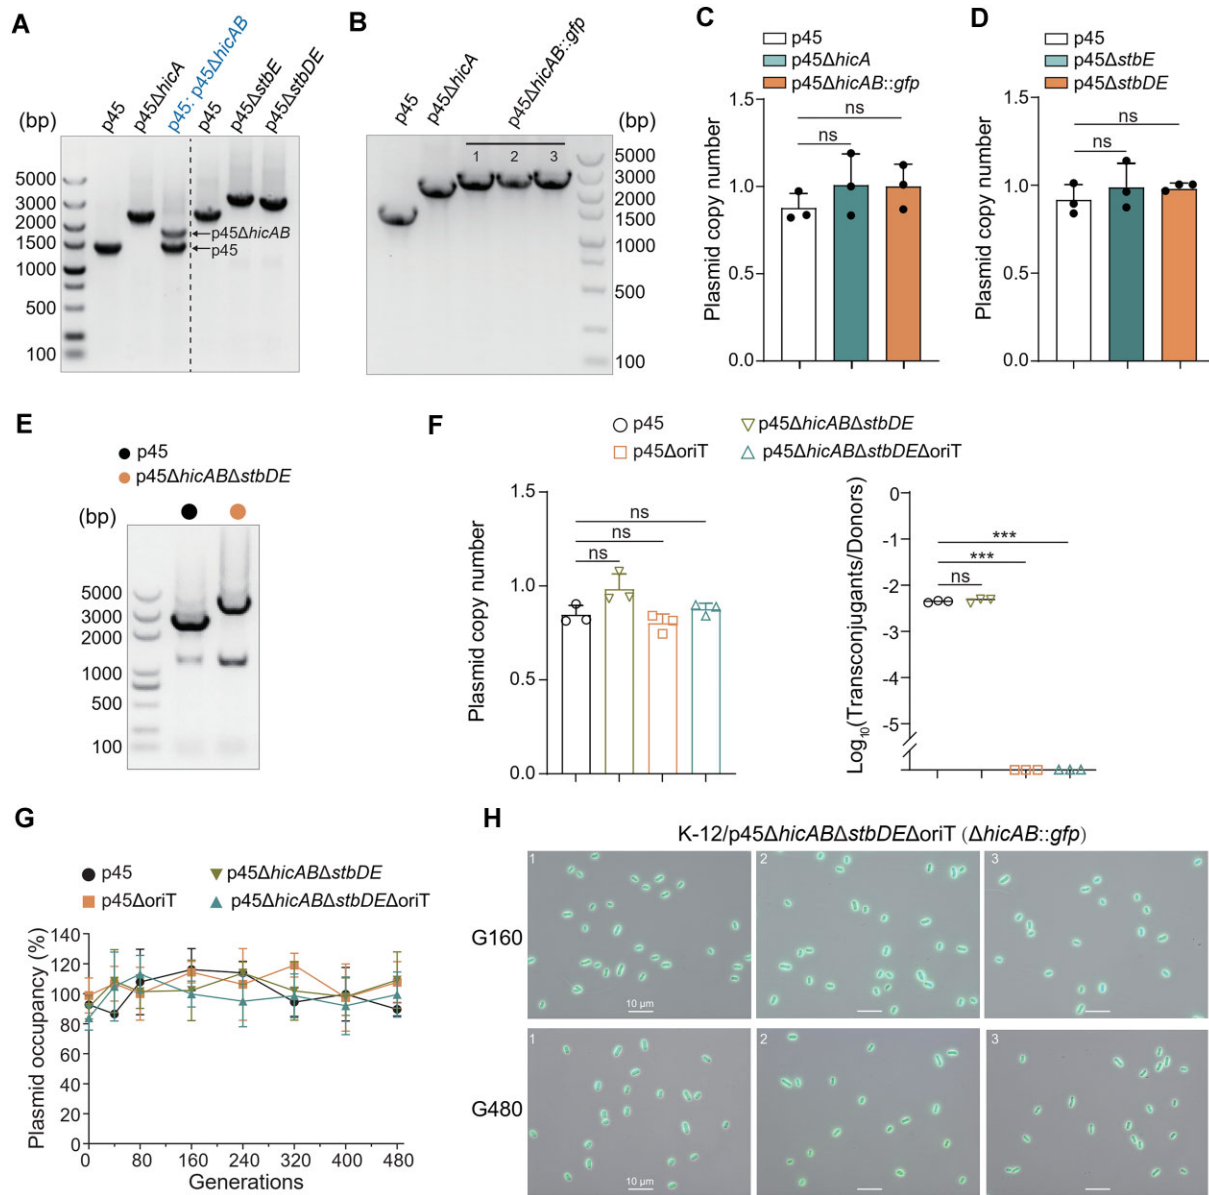 A
(bp)
p45
p45ΔhicA
p45: p45ΔhicAB
p45
p45ΔstbE
p45ΔstbDE
5000
3000
2000
1500
1000
500
100
p45ΔhicAB
p45
B
p45
p45ΔhicA
p45ΔhicAB::gfp
(bp)
1 2 3
5000
3000
2000
1500
1000
500
100
C
p45
p45ΔhicA
p45ΔhicAB::gfp
Plasmid copy number
1.5
1.0
0.5
0.0
ns
ns
D
p45
p45ΔstbE
p45ΔstbDE
Plasmid copy number
1.5
1.0
0.5
0.0
ns
ns
E
p45
p45ΔhicABΔstbDE
(bp)
5000
3000
2000
1000
500
100
F
p45
p45ΔoriT
p45ΔhicABΔstbDE
p45ΔhicABΔstbDEΔoriT
Plasmid copy number
1.5
1.0
0.5
0.0
ns
ns
ns
Log10(Transconjugants/Donors)
-2
-1
-2
-3
-4
-5
***
***
ns
G
p45
p45ΔoriT
p45ΔhicABΔstbDE
p45ΔhicABΔstbDEΔoriT
Plasmid occupancy (%)
140
120
100
80
60
40
20
0
0 80 160 240 320 400 480
Generations
H
K-12/p45ΔhicABΔstbDEΔoriT (ΔhicAB::gfp)
G160
1
10 µm
2
3
G480
1
10 µm
2
3